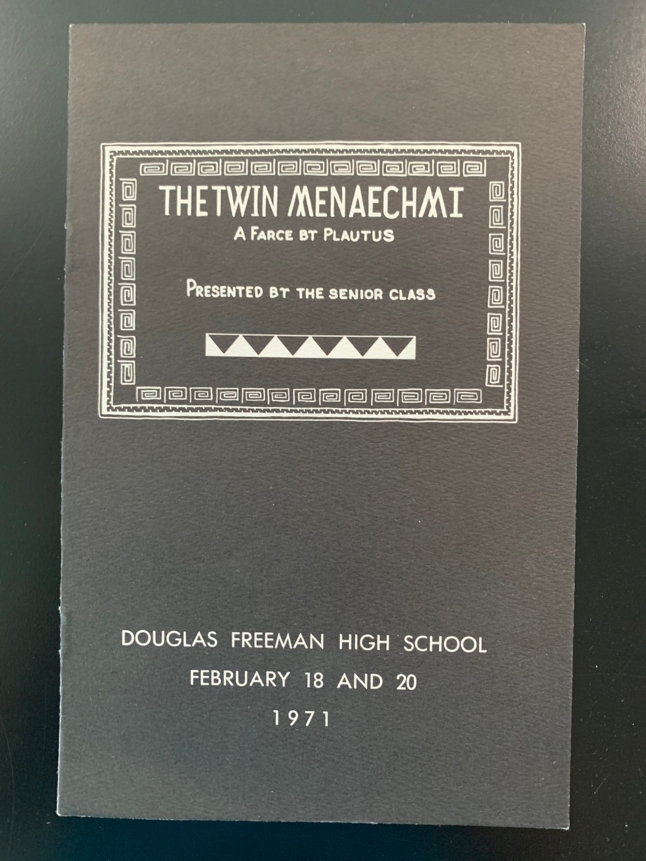 THE TWIN MENAECHMI
A FARCE BY PLAUTUS
PRESENTED BY THE SENIOR CLASS
DOUGLAS FREEMAN HIGH SCHOOL
FEBRUARY 18 AND 20
1971